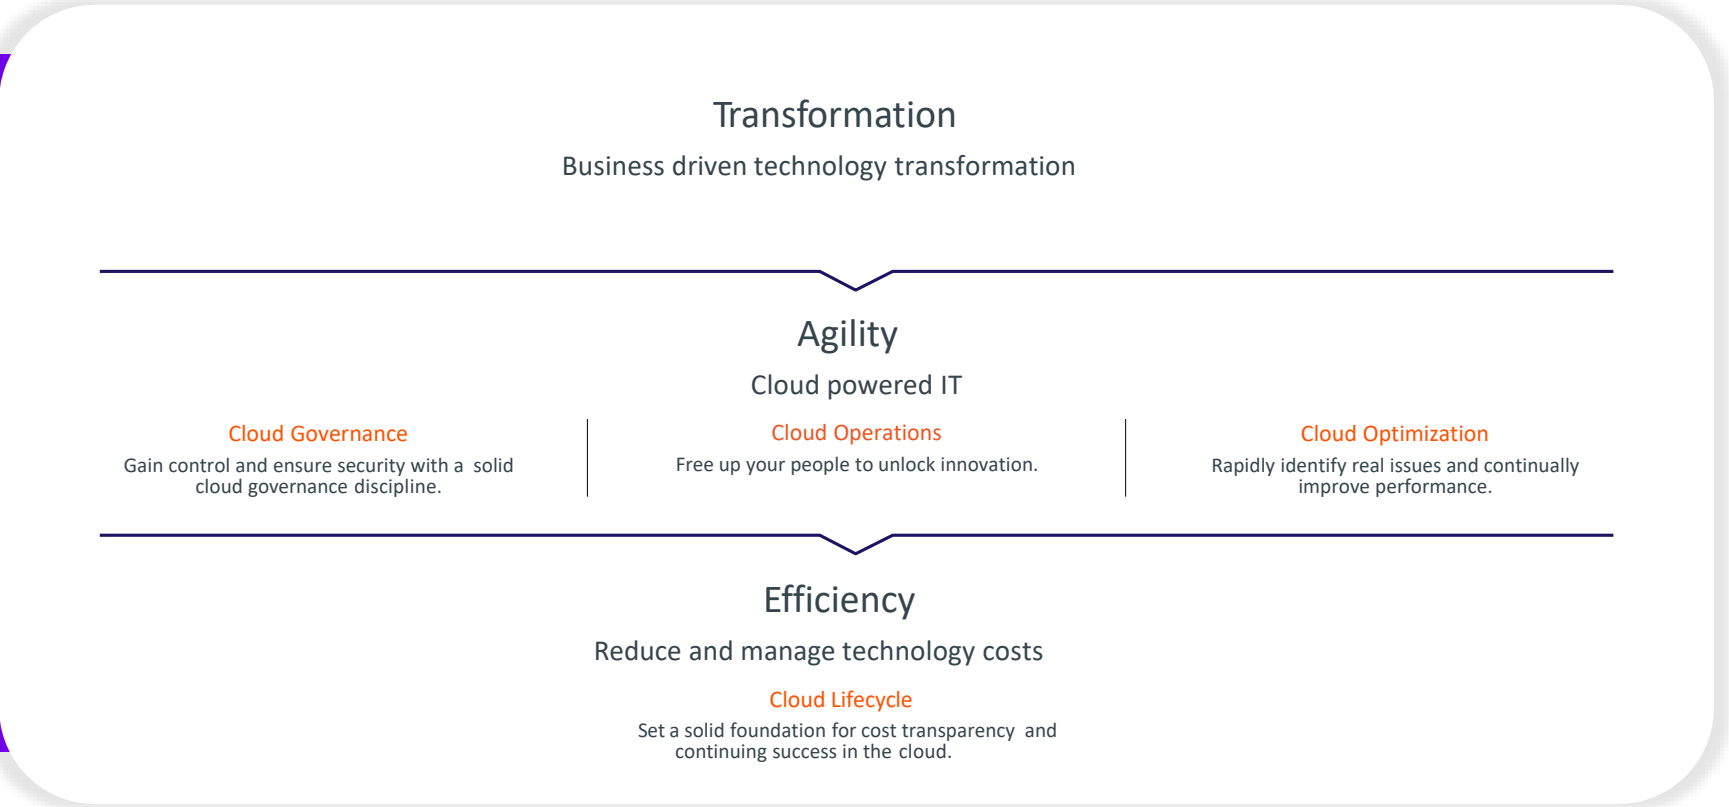 Transformation
Business driven technology transformation
Agility
Cloud powered IT
Cloud Governance
Gain control and ensure security with a solid
cloud governance discipline.
Cloud Operations
Free up your people to unlock innovation.
Cloud Optimization
Rapidly identify real issues and continually
improve performance.
Efficiency
Reduce and manage technology costs
Cloud Lifecycle
Set a solid foundation for cost transparency and
continuing success in the cloud.